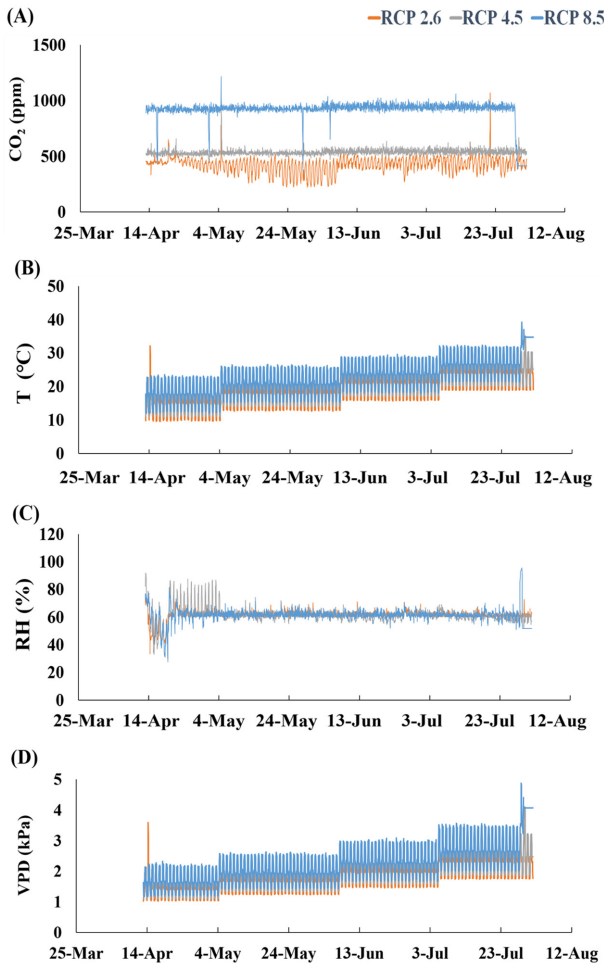 (A)
RCP 2.6 RCP 4.5 RCP 8.5
1500
1000
500
0
CO₂ (ppm)
25-Mar 14-Apr 4-May 24-May 13-Jun 3-Jul 23-Jul 12-Aug
(B)
50
40
30
20
10
0
T (°C)
25-Mar 14-Apr 4-May 24-May 13-Jun 3-Jul 23-Jul 12-Aug
(C)
120
100
80
60
40
20
0
RH (%)
25-Mar 14-Apr 4-May 24-May 13-Jun 3-Jul 23-Jul 12-Aug
(D)
5
4
3
2
1
0
VPD (kPa)
25-Mar 14-Apr 4-May 24-May 13-Jun 3-Jul 23-Jul 12-Aug